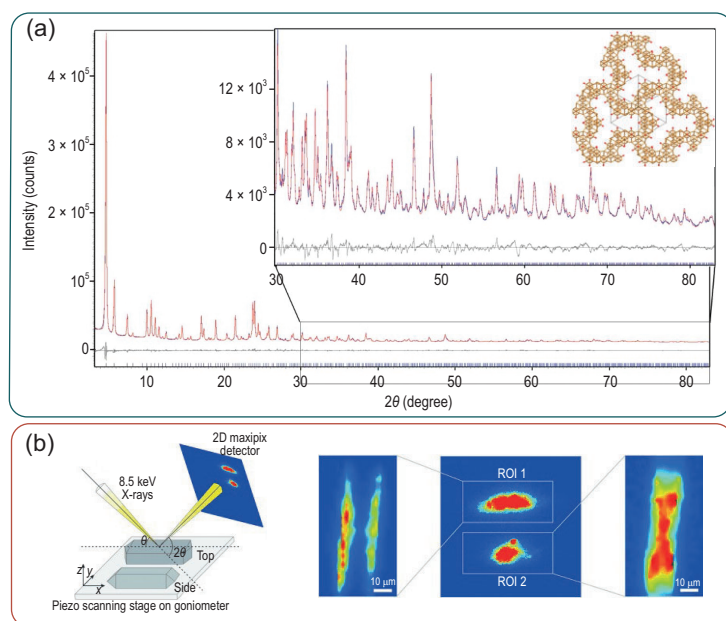 (a)
Intensity (counts)
4 × 10⁵
3 × 10⁵
2 × 10⁵
10⁵
0
12 × 10³
8 × 10³
4 × 10³
0
30 40 50 60 70 80
10 20 30 40 50 60 70 80
2θ (degree)
(b)
2D maxipix
detector
8.5 keV
X-rays
θ
2θ
Top
Side
z
y
x
Piezo scanning stage on goniometer
10 µm
ROI 1
ROI 2
10 µm